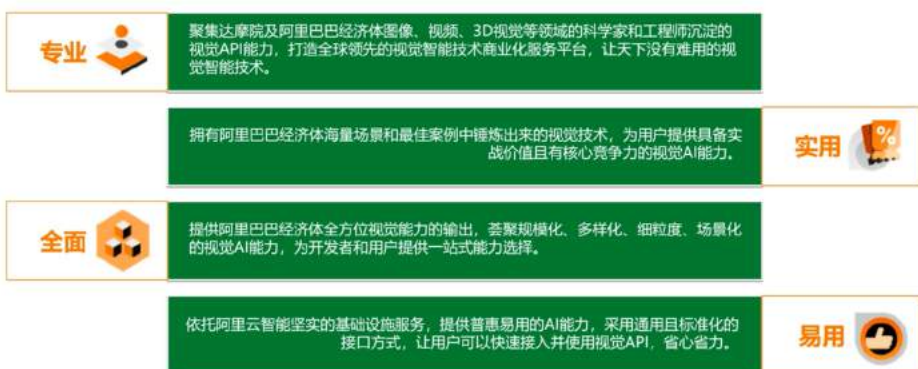 专业
聚集达摩院及阿里巴巴经济体图像、视频、3D视觉等领域的科学家和工程师沉淀的
视觉API能力，打造全球领先的视觉智能技术商业化服务平台，让天下没有难用的视
觉智能技术。
拥有阿里巴巴经济体海量场景和最佳案例中锤炼出来的视觉技术，为用户提供具备实
战价值且有核心竞争力的视觉AI能力。
实用
%
全面
提供阿里巴巴经济体全方位视觉能力的输出，荟聚规模化、多样化、细粒度、场景化
的视觉AI能力，为开发者和用户提供一站式能力选择。
依托阿里云智能坚实的基础设施服务，提供普惠易用的AI能力，采用通用且标准化的
接口方式，让用户可以快速接入并使用视觉API，省心省力。
易用